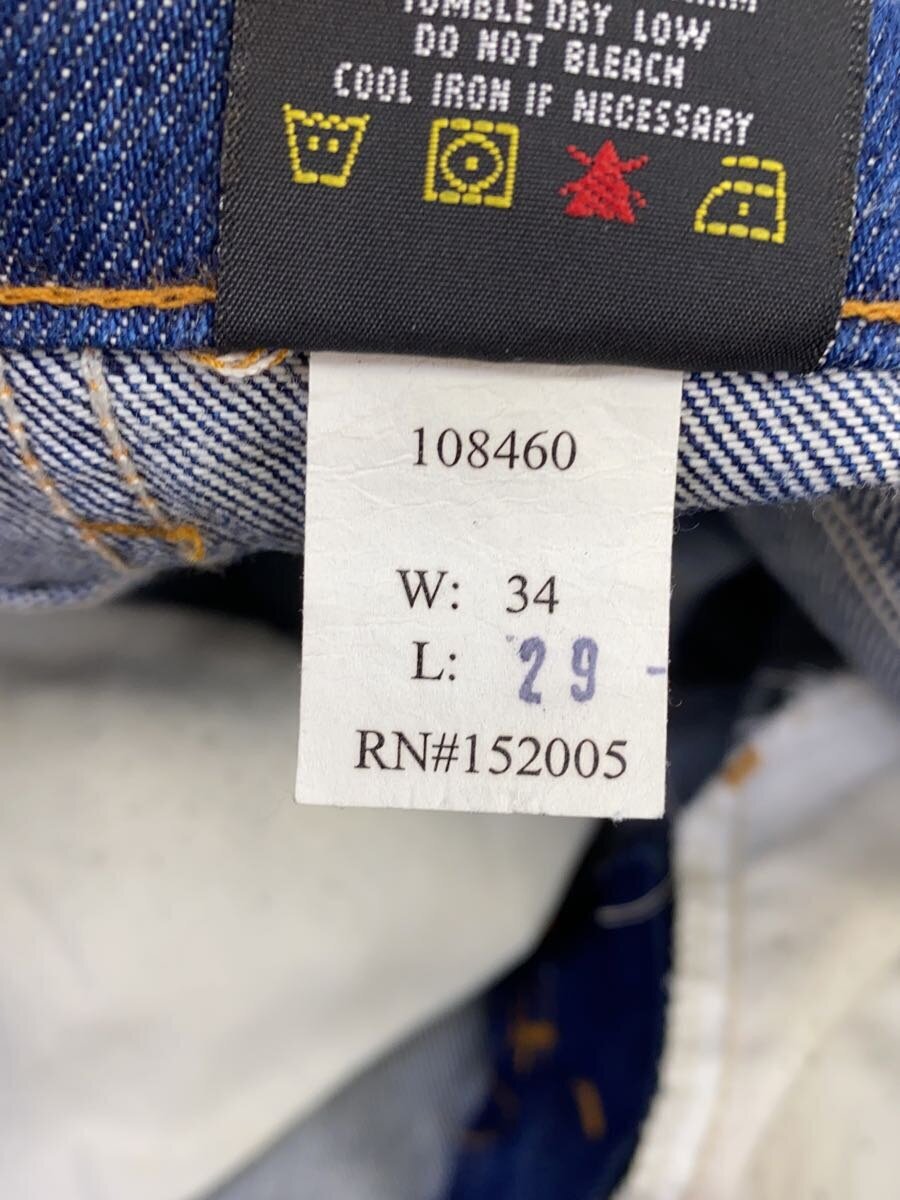 TUMBLE DRY LOW
DO NOT BLEACH
COOL IRON IF NECESSARY
108460
W: 34
L: 29 -
RN#152005